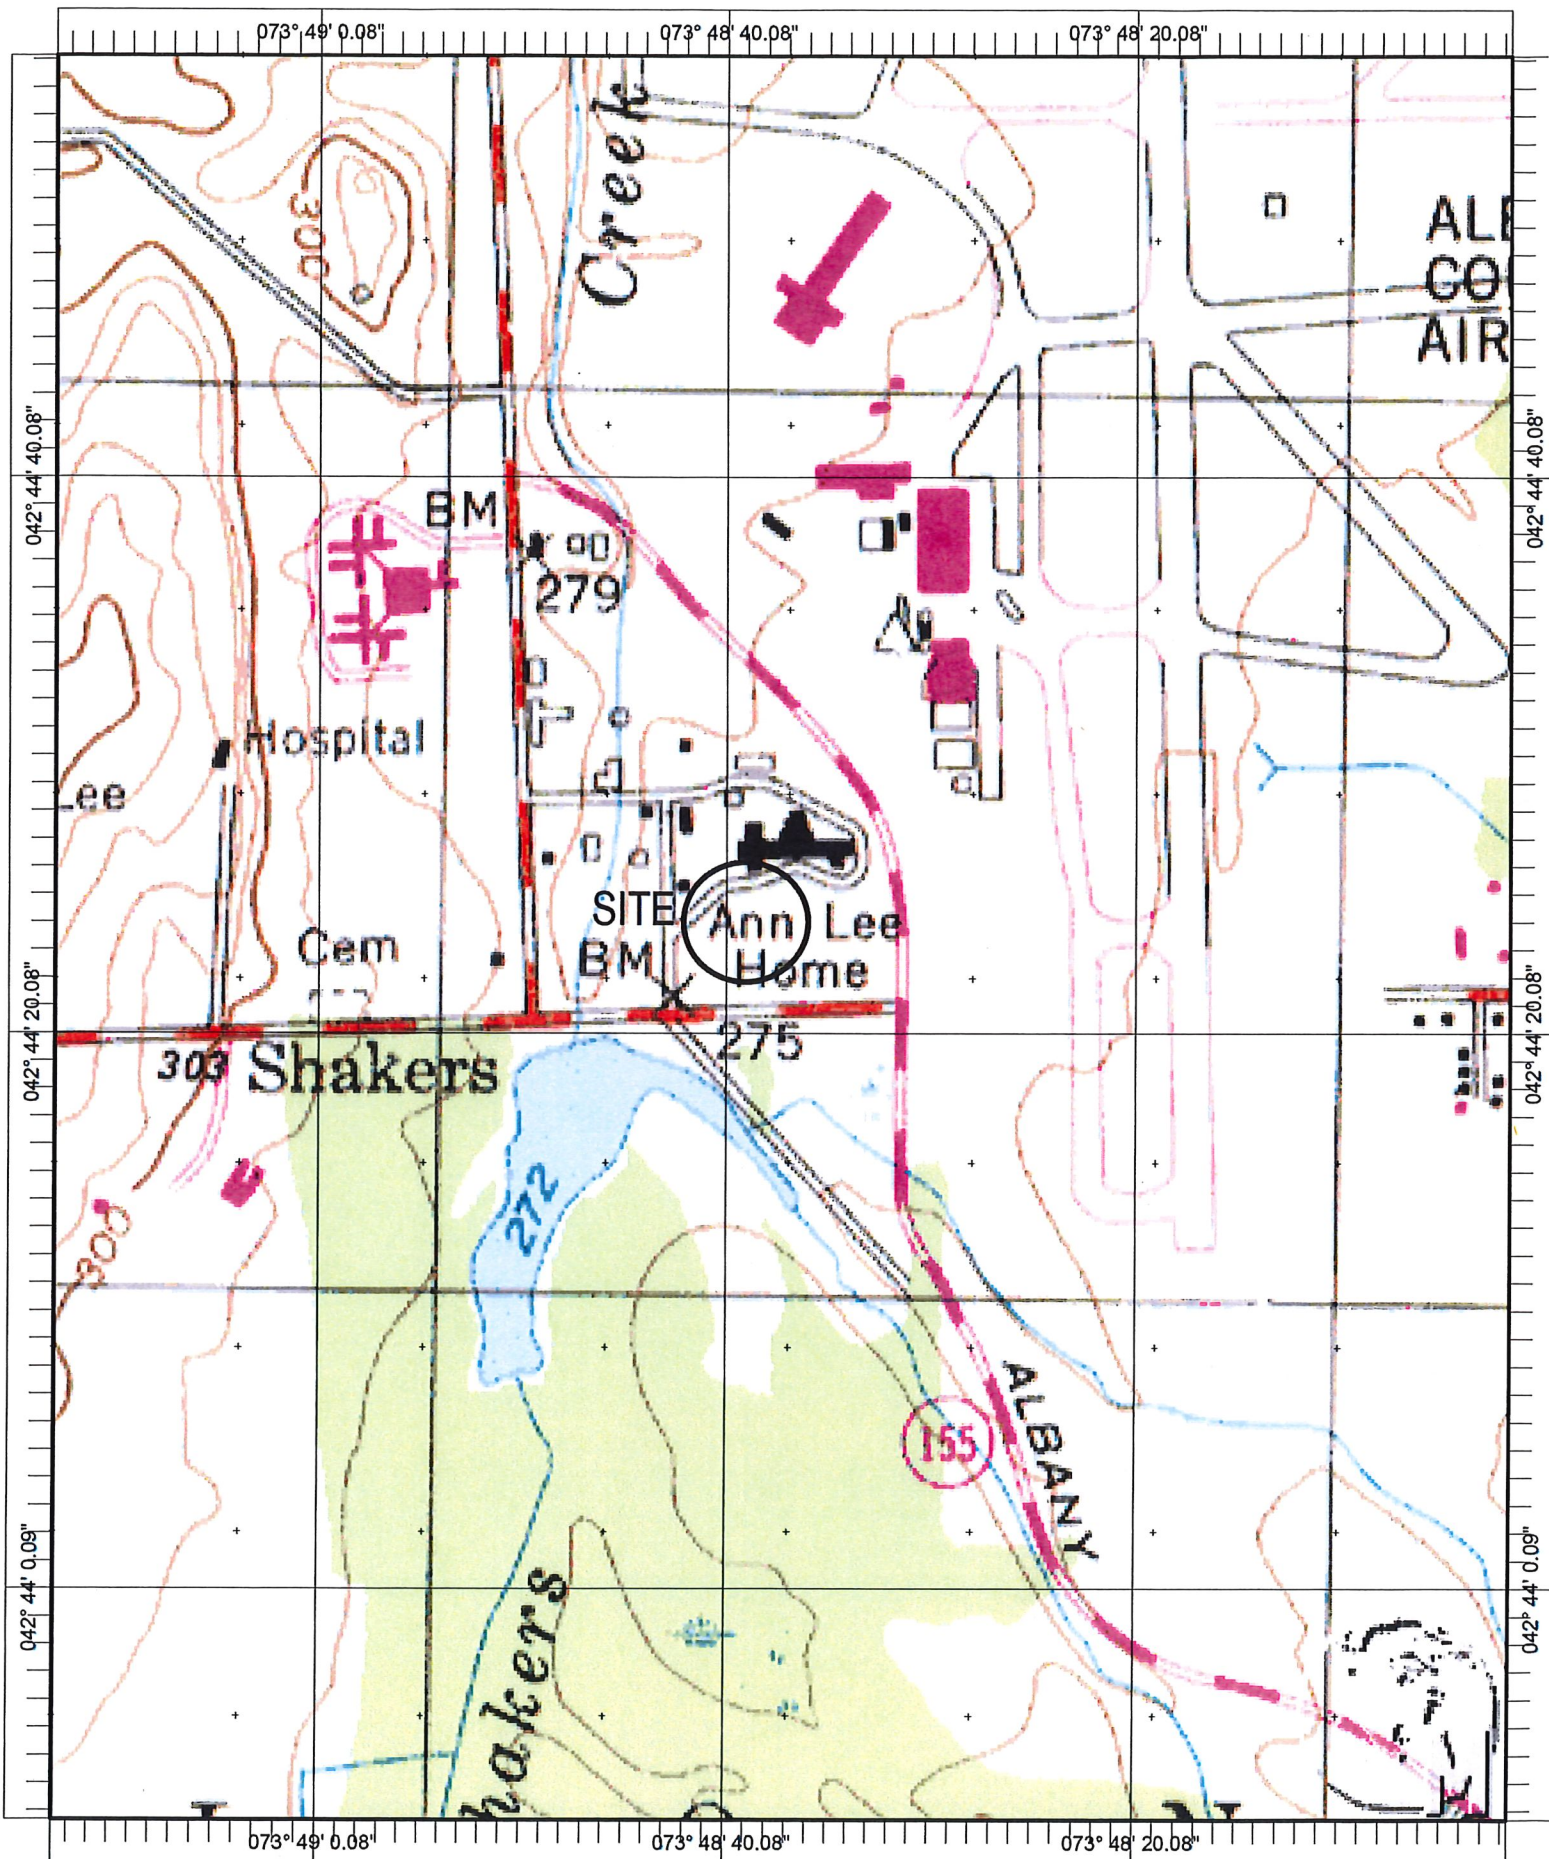 073° 49' 0.08"
073° 48' 40.08"
073° 48' 20.08"
Creek
300
ALB
COU
AIR
042° 44' 40.08"
042° 44' 40.08"
BM
279
Hospital
Lee
SITE
Ann Lee
Home
BM
Cem
042° 44' 20.08"
042° 44' 20.08"
275
303
Shakers
272
300
ALBANY
155
042° 44' 0.09"
042° 44' 0.09"
hakers
073° 49' 0.08"
073° 48' 40.08"
073° 48' 20.08"